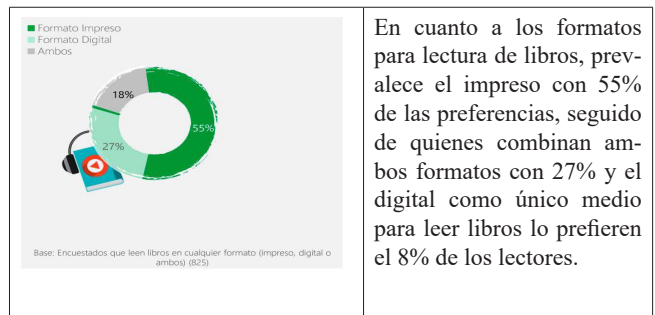 Formato Impreso
Formato Digital
Ambos
18%
55%
27%
Base: Encuestados que leen libros en cualquier formato (impreso, digital o
ambos) (825)
En cuanto a los formatos
para lectura de libros, prev-
alece el impreso con 55%
de las preferencias, seguido
de quienes combinan am-
bos formatos con 27% y el
digital como único medio
para leer libros lo prefieren
el 8% de los lectores.